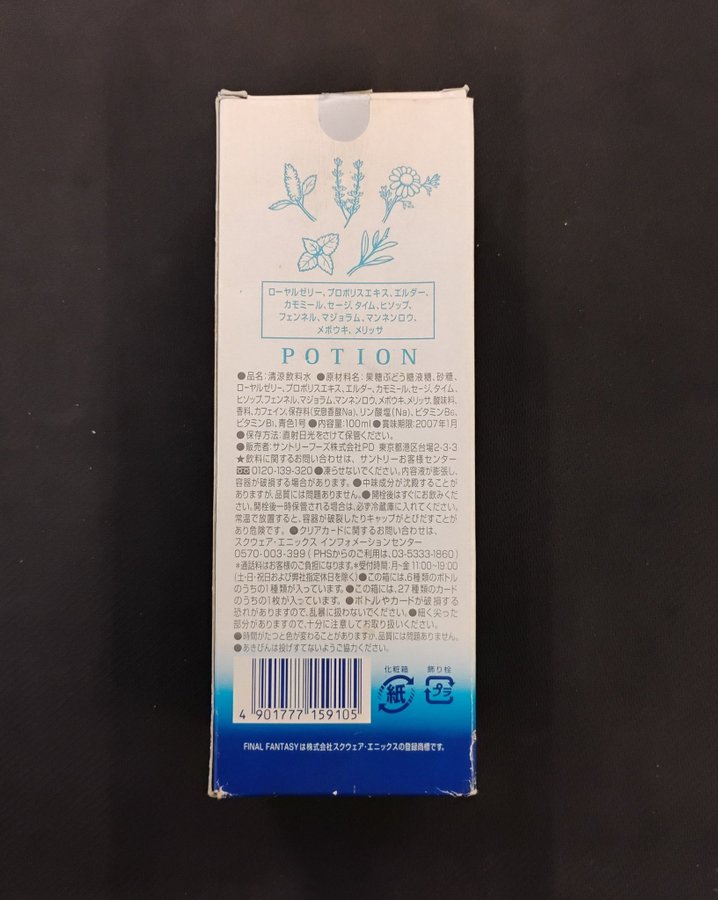 ローヤルゼリー、プロポリスエキス、エルダー、
カモミール、セージ、タイム、ヒソップ、
フェンネル、マジョラム、マンネンロウ、
メボウキ、メリッサ
POTION
●品名:清涼飲料水 ●原材料名:果糖ぶどう糖液糖、砂糖、
ローヤルゼリー、プロポリスエキス、エルダー、カモミール、セージ、タイム、
ヒソップ、フェンネル、マジョラム、マンネンロウ、メボウキ、メリッサ、酸味料、
香料、カフェイン、保存料(安息香酸Na)、リン酸塩(Na)、ビタミンB₆、
ビタミンB₁、青色1号 ●内容量:100ml ●賞味期限:2007年1月
●保存方法:直射日光をさけて保管ください。
●販売者:サントリーフーズ株式会社PD 東京都港区台場2-3-3
★飲料に関するお問い合わせは、サントリーお客様センター
0120-139-320 ●凍らせないでください。内容液が膨張し、
容器が破損する場合があります。●中味成分が沈殿することが
ありますが、品質には問題ありません。●開栓後はすぐにお飲みくだ
さい。開栓後一時保管される場合は、必ず冷蔵庫に入れてください。
常温で放置すると、容器が破裂したりキャップがとびだすことが
あり危険です。●クリアカードに関するお問い合わせは、
スクウェア・エニックス インフォメーションセンター
0570-003-399(PHSからのご利用は、03-5333-1860)
*通話料はお客様のご負担になります。*受付時間:月~金 11:00~19:00
(土・日・祝日および弊社指定休日を除く)●この箱には、6種類のボトル
のうちの1種類が入っています。●この箱には、27種類のカード
のうちの1枚が入っています。●ボトルやカードが破損する
恐れがありますので、乱暴に扱わないでください。●細く尖った
部分がありますので、十分に注意してお取り扱いください。
●時間がたつと色が変わることがありますが、品質には問題ありません。
●あきびんは投げすてないようご協力ください。
化粧箱
紙
飾り栓
プラ
4 901777 159105
FINAL FANTASYは株式会社スクウェア・エニックスの登録商標です。